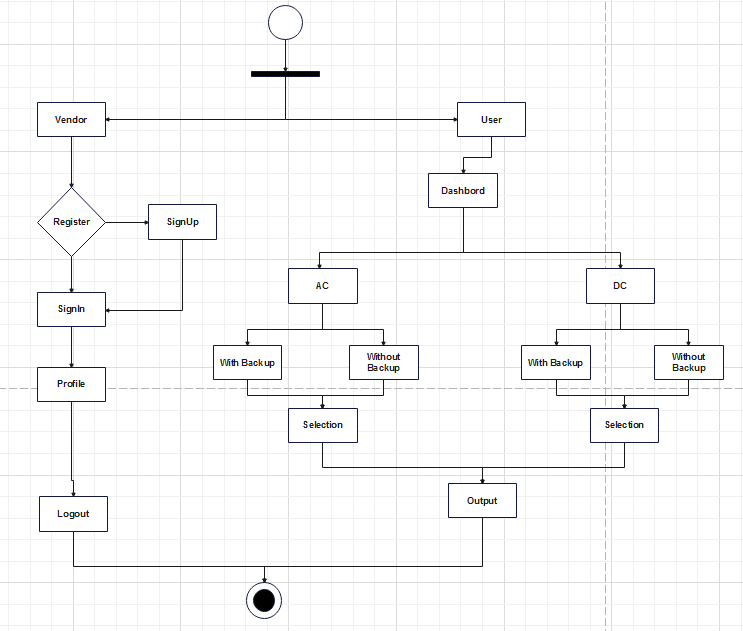 Vendor
User
Dashbord
Register
SignUp
AC
DC
SignIn
With Backup
Without
Backup
With Backup
Without
Backup
Profile
Selection
Selection
Output
Logout